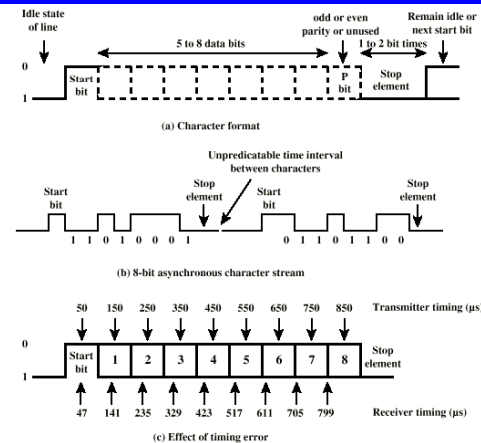 Idle state
of line
odd or even
parity or unused
Remain idle or
next start bit
5 to 8 data bits
1 to 2 bit times
0
1
Start
bit
P
bit
Stop
element
(a) Character format
Unpredicatable time interval
between characters
Start
bit
Stop
element
Start
bit
Stop
element
1 1 0 1 0 0 0 1
0 1 1 0 1 1 0 0
(b) 8-bit asynchronous character stream
50 150 250 350 450 550 650 750 850 Transmitter timing (µs)
0
1
Start
bit
1 2 3 4 5 6 7 8
Stop
element
47 141 235 329 423 517 611 705 799 Receiver timing (µs)
(c) Effect of timing error